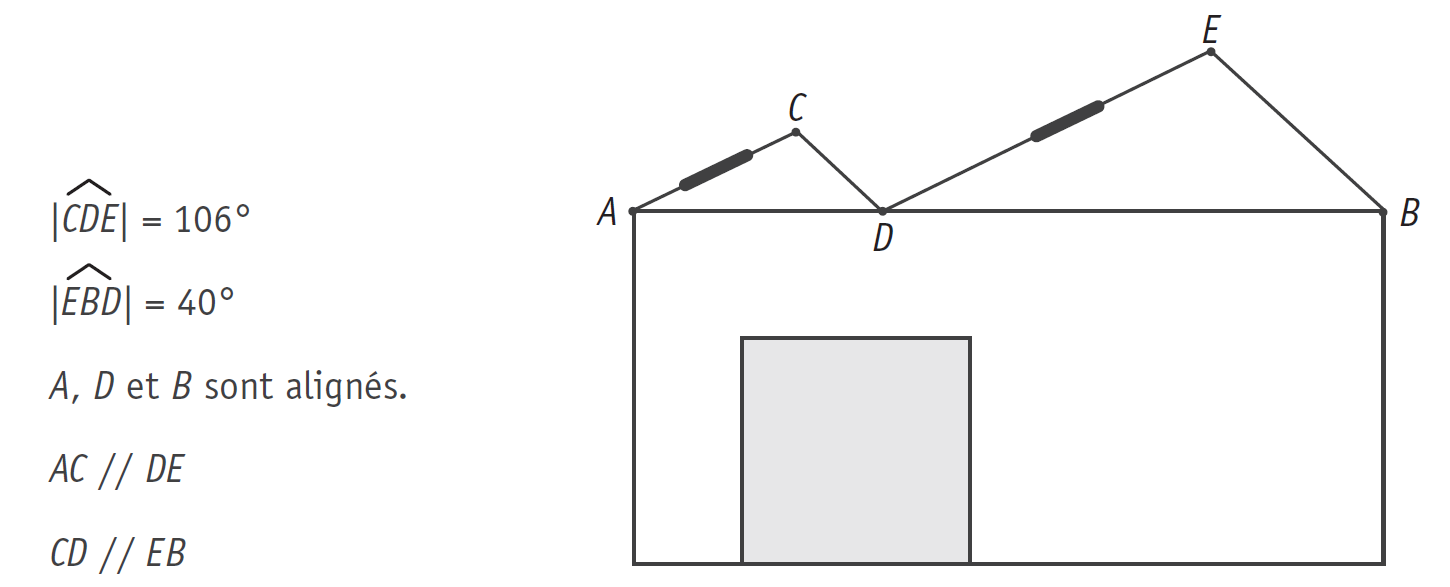 |CDE| = 106°
|EBD| = 40°
A, D et B sont alignés.
AC // DE
CD // EB
E
C
A
D
B